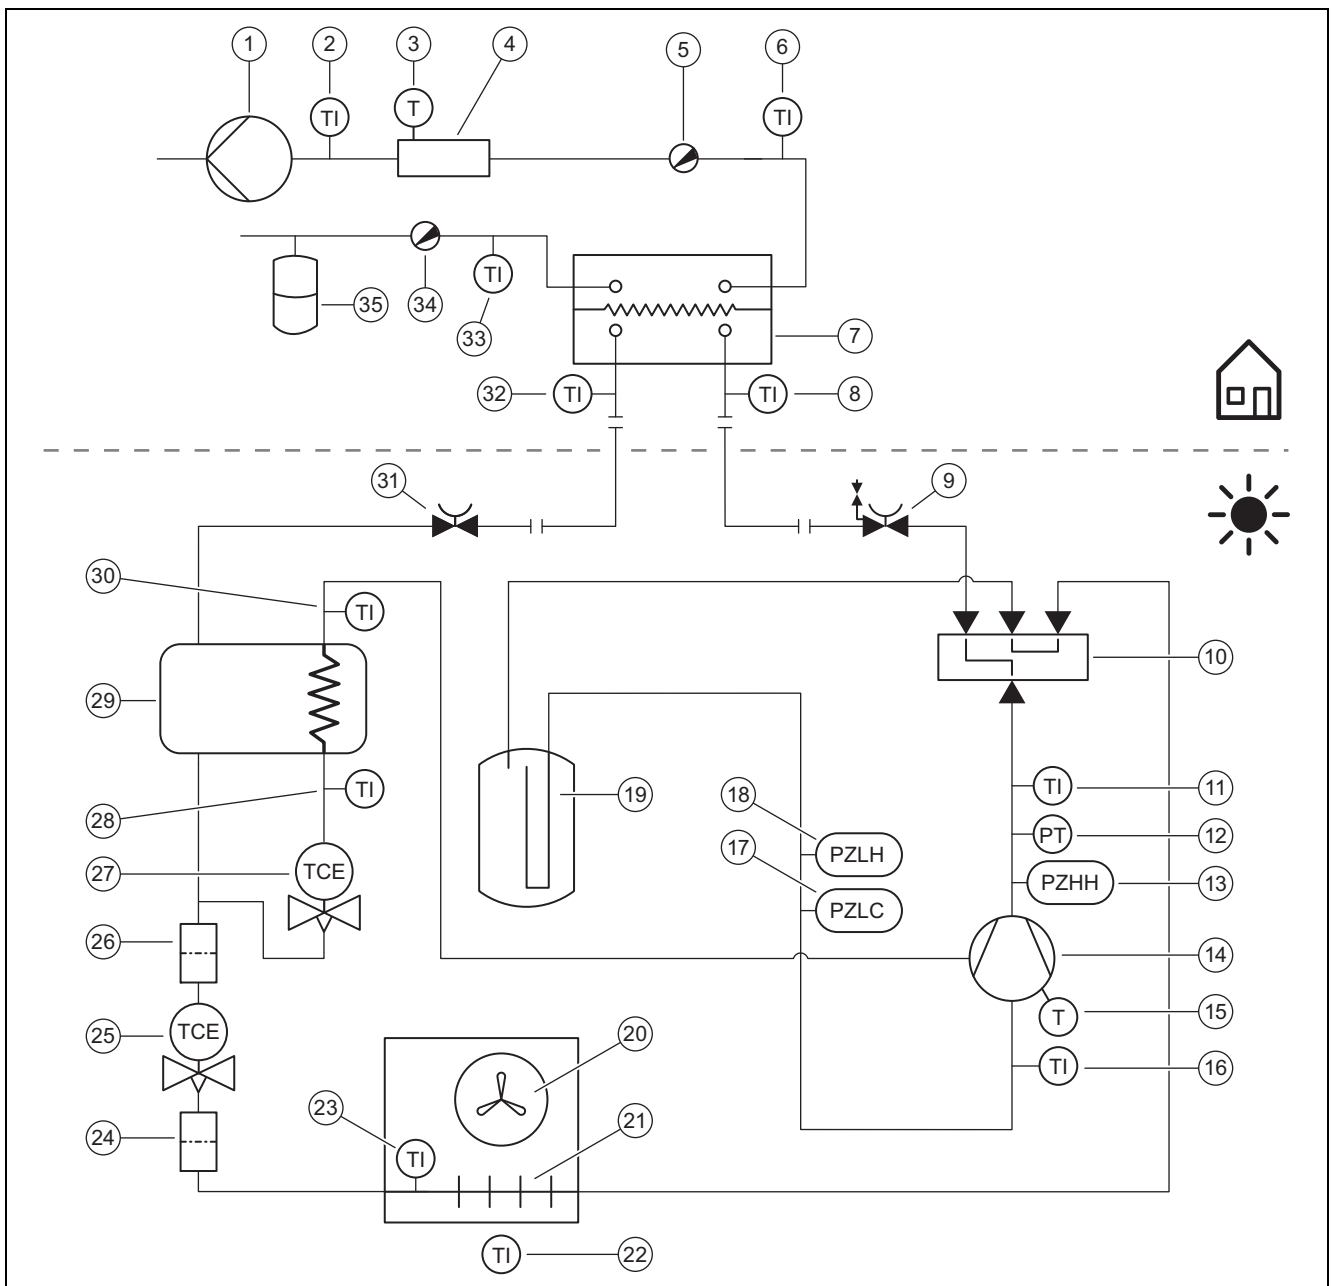 1 2 3 4 5 6
TI T TI
35 34 TI 33 7
32 TI TI 8
31 9
30 TI
10
29
28 TI 19 18 TI 11
PT 12
17 PZLH
27 TCE PZHH 13
PZLC
26 14
T 15
25 TCE 20
TI 16
23 21
24 TI
TI 22